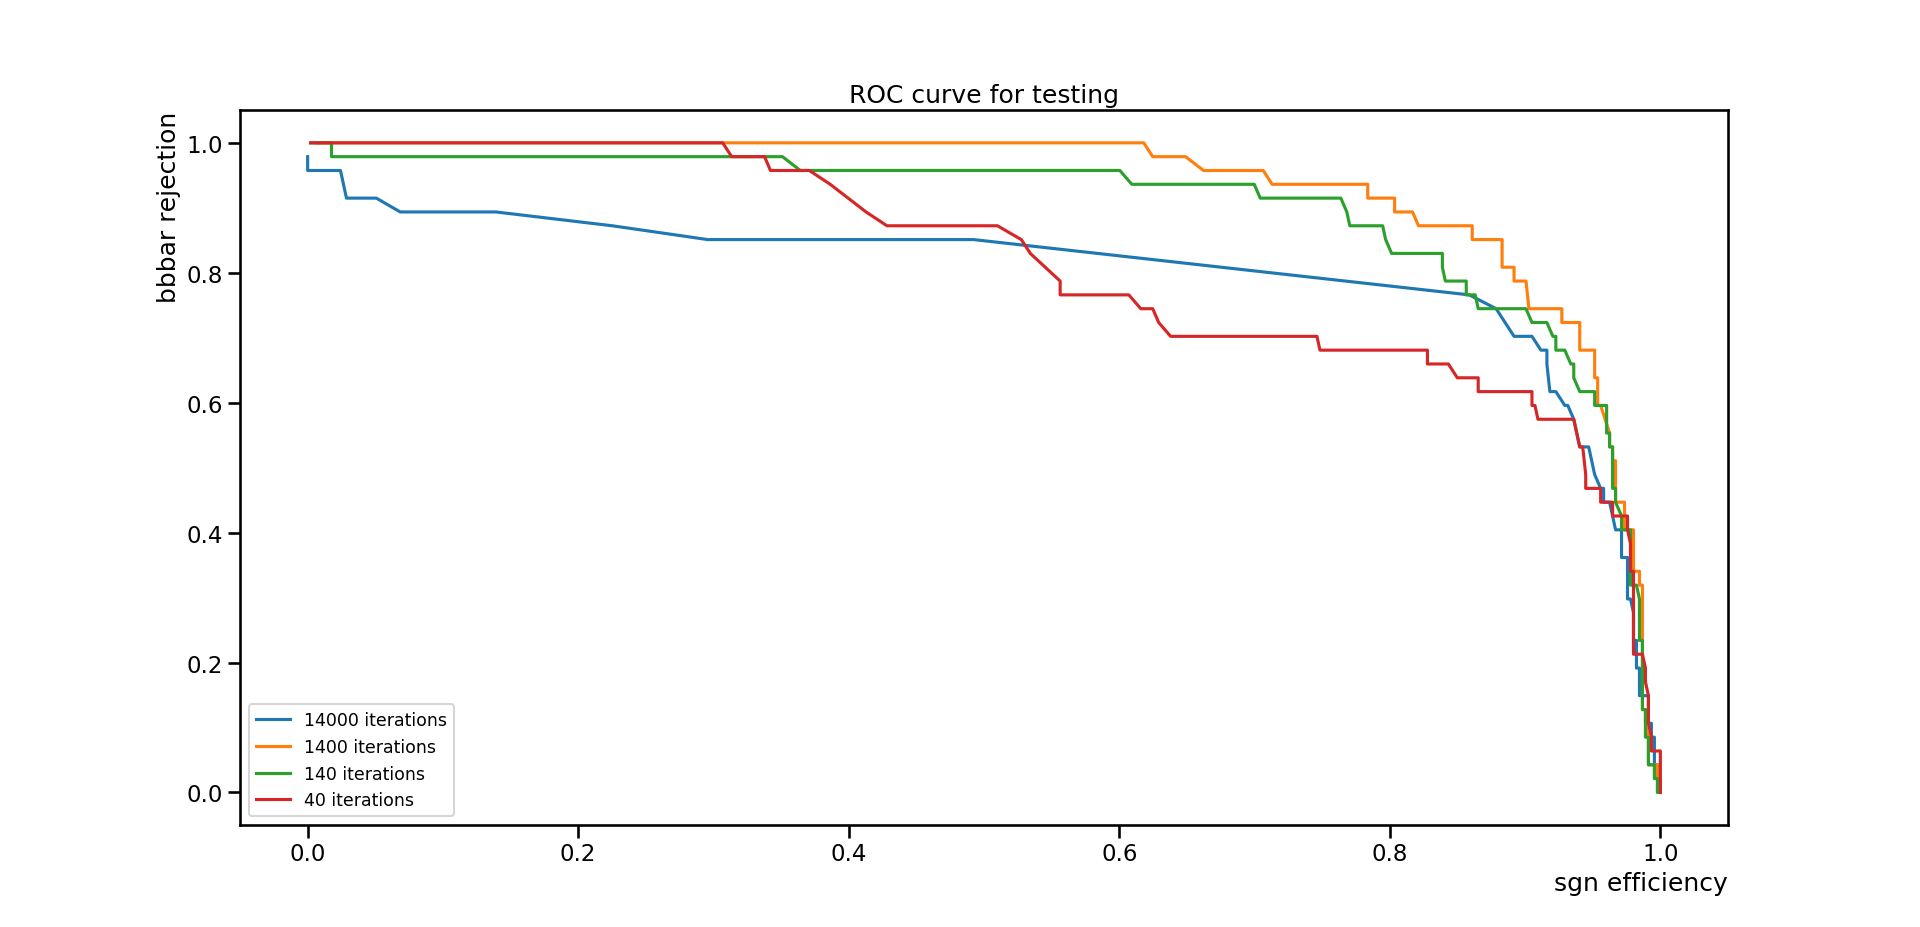 ROC curve for testing
bbbar rejection
1.0
0.8
0.6
0.4
0.2
0.0
14000 iterations
1400 iterations
140 iterations
40 iterations
0.0 0.2 0.4 0.6 0.8 1.0
sgn efficiency